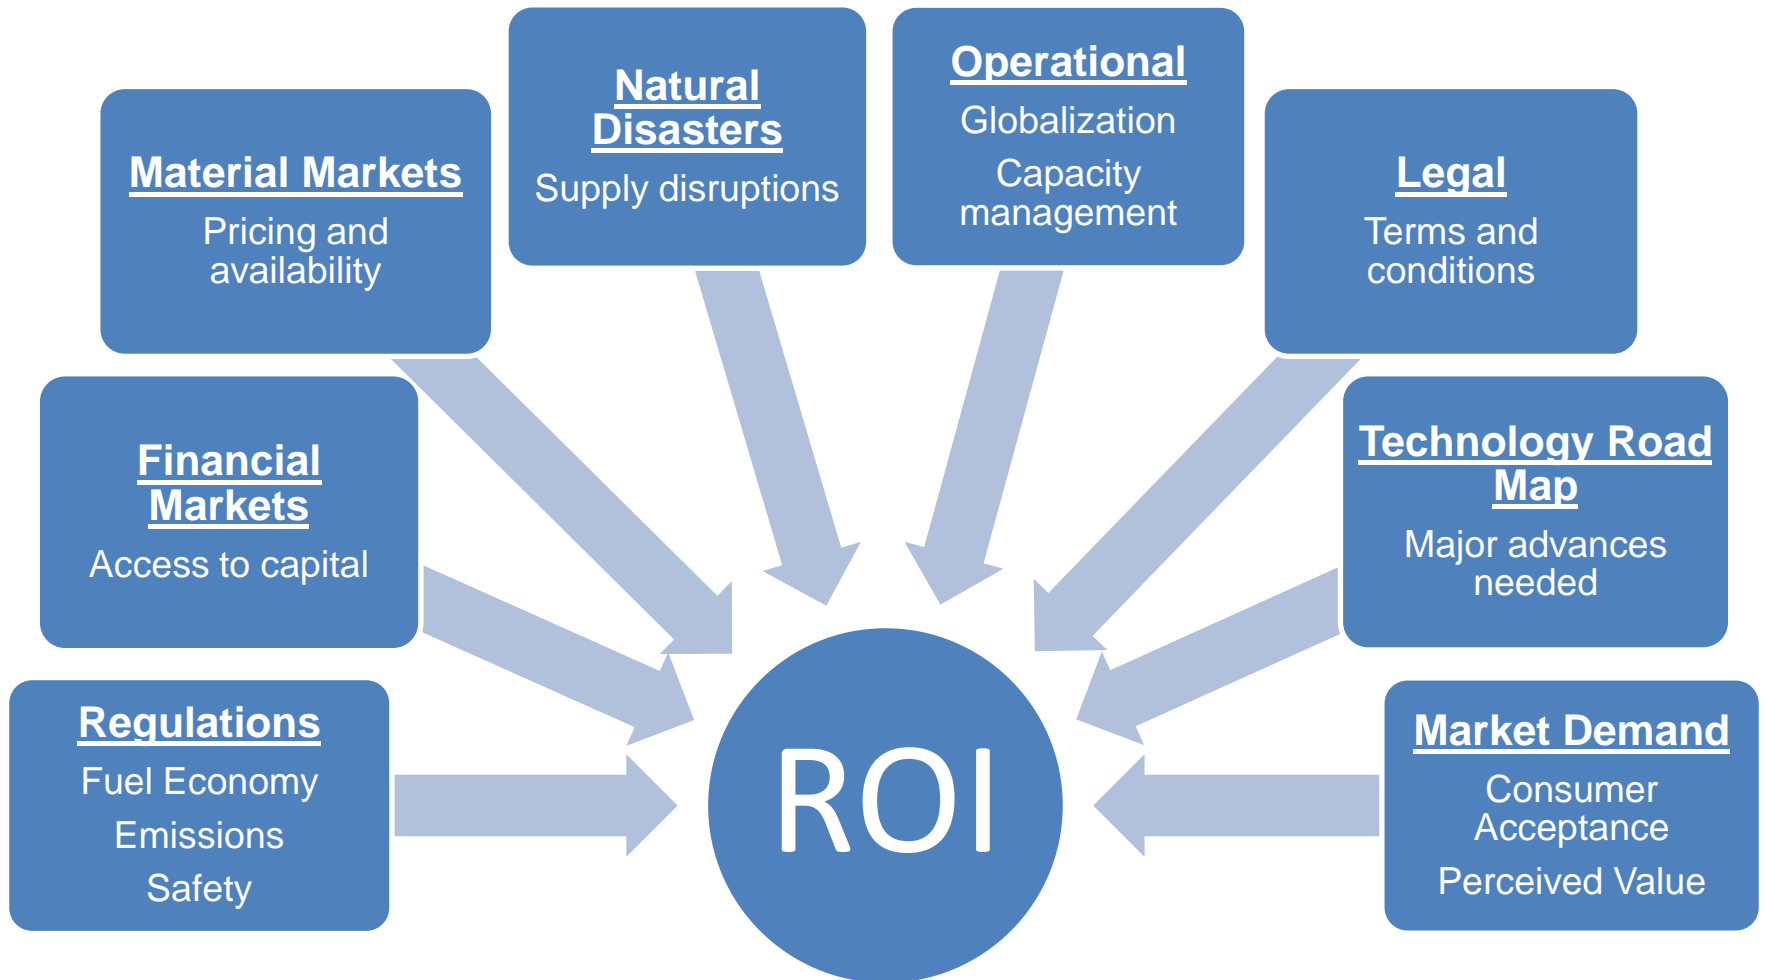 Regulations
Fuel Economy
Emissions
Safety
Financial
Markets
Access to capital
Material Markets
Pricing and
availability
Natural
Disasters
Supply disruptions
Operational
Globalization
Capacity
management
Legal
Terms and
conditions
Technology Road
Map
Major advances
needed
Market Demand
Consumer
Acceptance
Perceived Value
ROI